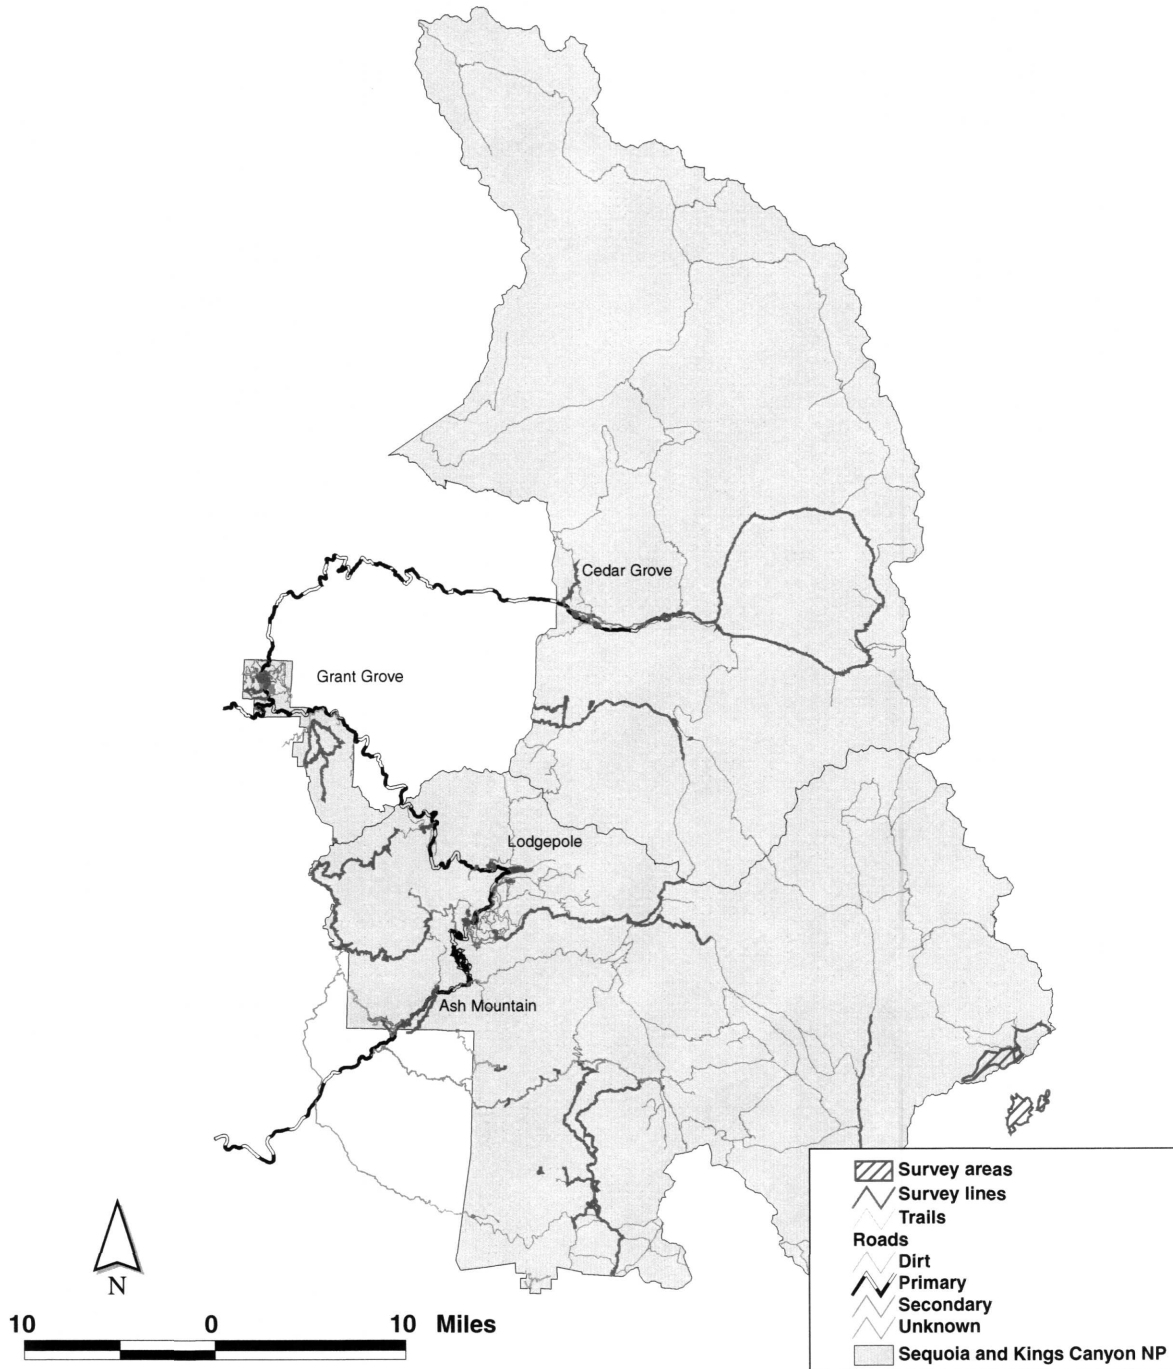 Cedar Grove
Grant Grove
Lodgepole
Ash Mountain
N
10 0 10 Miles
Survey areas
Survey lines
Trails
Roads
Dirt
Primary
Secondary
Unknown
Sequoia and Kings Canyon NP